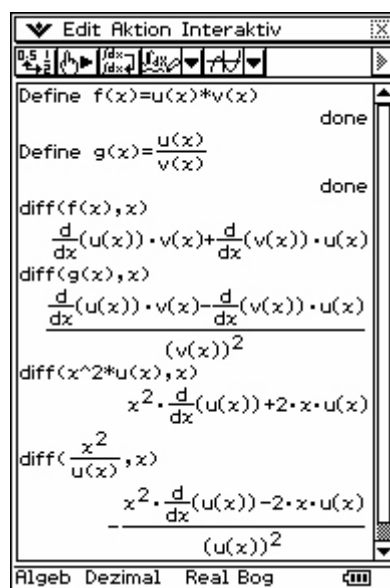 Edit Aktion Interaktiv
Define f(x)=u(x)*v(x)
done
Define g(x)=u(x)/v(x)
done
diff(f(x),x)
d/dx(u(x))·v(x)+d/dx(v(x))·u(x)
diff(g(x),x)
(d/dx(u(x))·v(x)-d/dx(v(x))·u(x))/(v(x))^2
diff(x^2*u(x),x)
x^2·d/dx(u(x))+2·x·u(x)
diff(x^2/u(x),x)
-(x^2·d/dx(u(x))-2·x·u(x))/(u(x))^2
Algeb Dezimal Real Bog